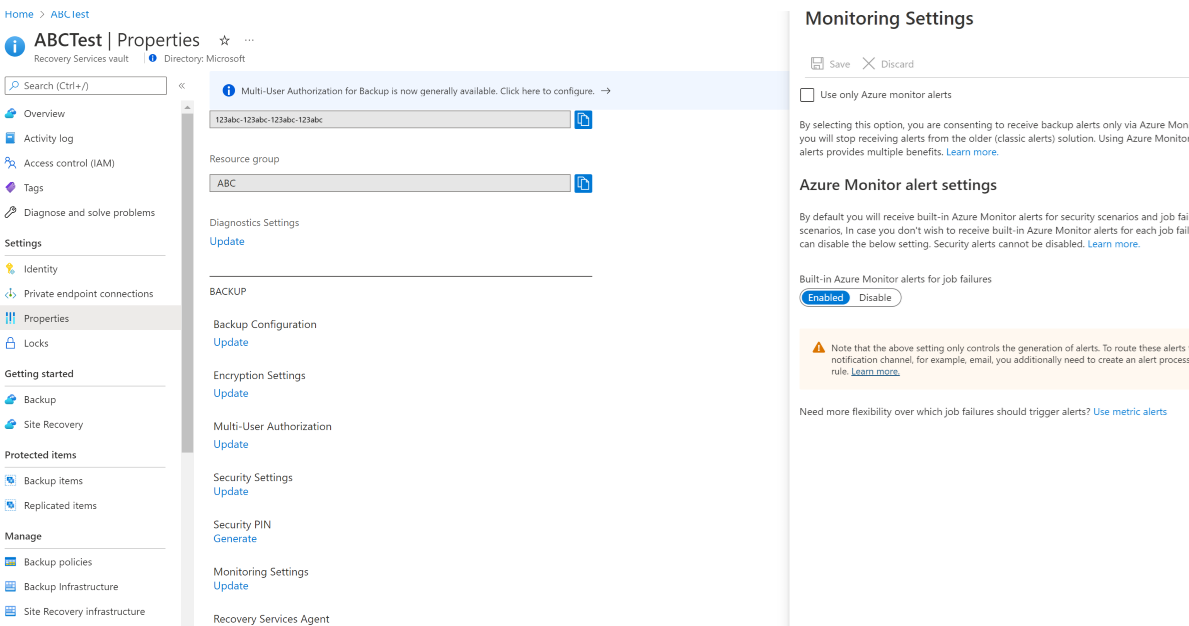 Home > ABCTest
ABCTest | Properties ☆ ...
Recovery Services vault
Directory: Microsoft
Search (Ctrl+/) «
Overview
Activity log
Access control (IAM)
Tags
Diagnose and solve problems
Settings
Identity
Private endpoint connections
Properties
Locks
Getting started
Backup
Site Recovery
Protected items
Backup items
Replicated items
Manage
Backup policies
Backup Infrastructure
Site Recovery infrastructure
Multi-User Authorization for Backup is now generally available. Click here to configure. →
123abc-123abc-123abc-123abc
Resource group
ABC
Diagnostics Settings
Update
BACKUP
Backup Configuration
Update
Encryption Settings
Update
Multi-User Authorization
Update
Security Settings
Update
Security PIN
Generate
Monitoring Settings
Update
Recovery Services Agent
Monitoring Settings
Save Discard
Use only Azure monitor alerts
By selecting this option, you are consenting to receive backup alerts only via Azure Mon
you will stop receiving alerts from the older (classic alerts) solution. Using Azure Monitor
alerts provides multiple benefits. Learn more.
Azure Monitor alert settings
By default you will receive built-in Azure Monitor alerts for security scenarios and job fai
scenarios, In case you don't wish to receive built-in Azure Monitor alerts for each job fail
can disable the below setting. Security alerts cannot be disabled. Learn more.
Built-in Azure Monitor alerts for job failures
Enabled Disable
Note that the above setting only controls the generation of alerts. To route these alerts
notification channel, for example, email, you additionally need to create an alert process
rule. Learn more.
Need more flexibility over which job failures should trigger alerts? Use metric alerts